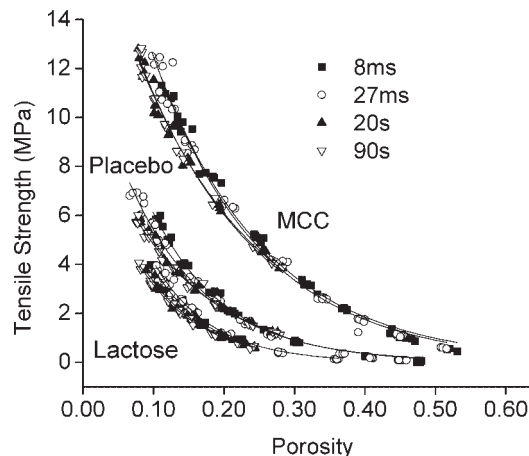 14
12
10
8
6
4
2
0
Tensile Strength (MPa)
8ms
27ms
20s
90s
Placebo
MCC
Lactose
0.00 0.10 0.20 0.30 0.40 0.50 0.60
Porosity